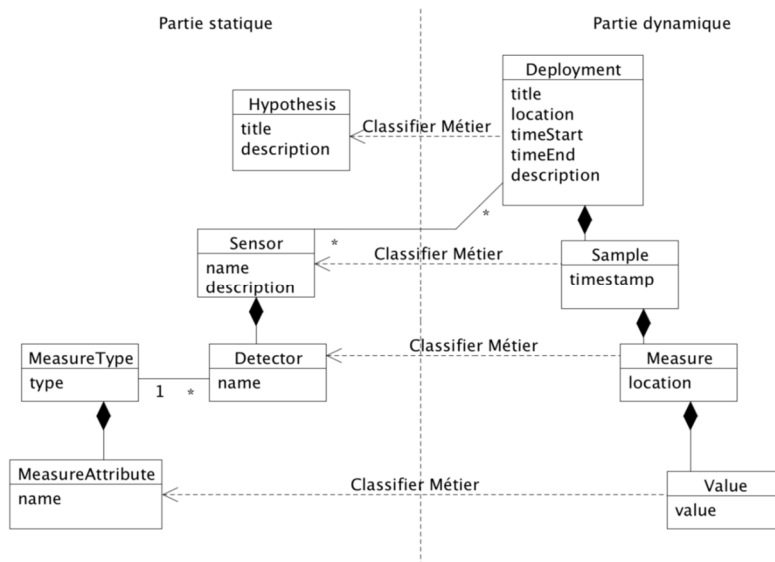 Partie statique
Partie dynamique
Deployment
title
location
timeStart
timeEnd
description
Hypothesis
title
description
Classifier Métier
*
Sensor
name
description
*
Classifier Métier
Sample
timestamp
MeasureType
type
1
*
Detector
name
Classifier Métier
Measure
location
MeasureAttribute
name
Classifier Métier
Value
value